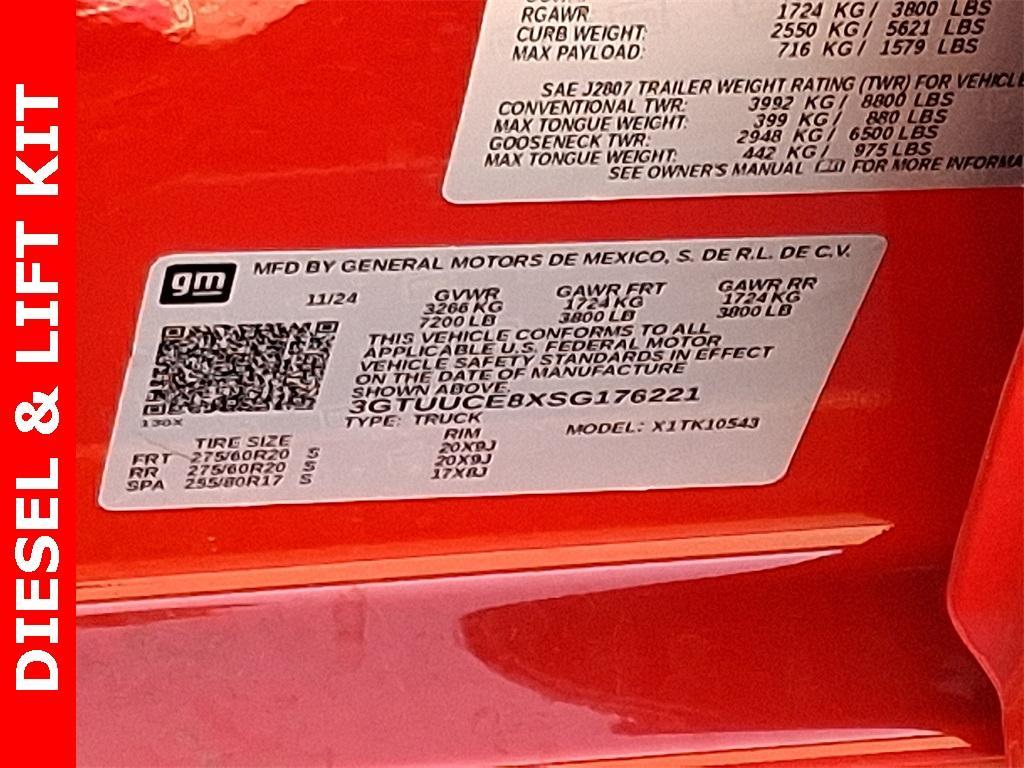 DIESEL & LIFT KIT
RGAWR 1724 KG/ 3800 LBS
CURB WEIGHT: 2550 KG/ 5621 LBS
MAX PAYLOAD: 716 KG/ 1579 LBS
SAE J2807 TRAILER WEIGHT RATING (TWR) FOR VEHICLE
CONVENTIONAL TWR: 3992 KG/ 8800 LBS
MAX TONGUE WEIGHT: 399 KG/ 880 LBS
GOOSENECK TWR: 2948 KG/ 6500 LBS
MAX TONGUE WEIGHT: 442 KG/ 975 LBS
SEE OWNER'S MANUAL FOR MORE INFORMA
gm MFD BY GENERAL MOTORS DE MEXICO, S. DE R.L. DE C.V.
11/24 GVWR GAWR FRT GAWR RR
3266 KG 1724 KG 1724 KG
7200 LB 3800 LB 3800 LB
THIS VEHICLE CONFORMS TO ALL
APPLICABLE U.S. FEDERAL MOTOR
VEHICLE SAFETY STANDARDS IN EFFECT
ON THE DATE OF MANUFACTURE
SHOWN ABOVE.
3GTUUCE8XSG176221
130X TYPE: TRUCK MODEL: X1TK10543
TIRE SIZE RIM
FRT 275/60R20 S 20X9J
RR 275/60R20 S 20X9J
SPA 255/80R17 S 17X8J